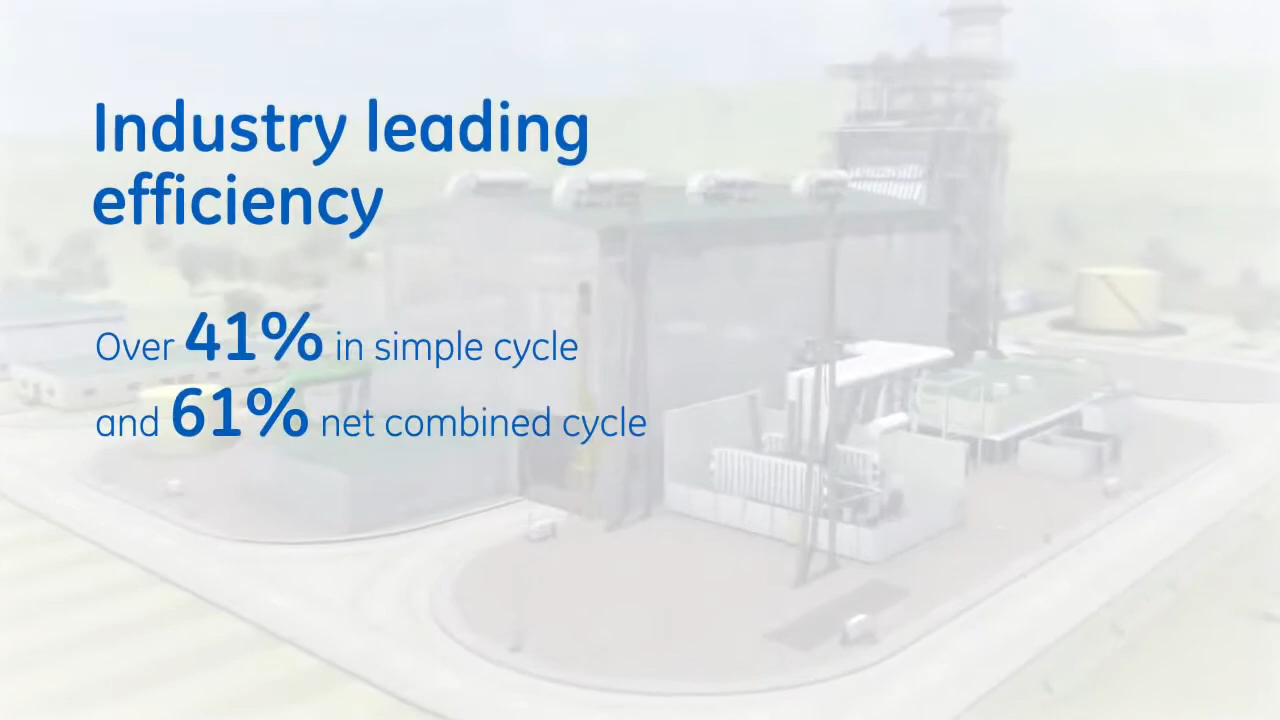 Industry leading
efficiency
Over 41% in simple cycle
and 61% net combined cycle